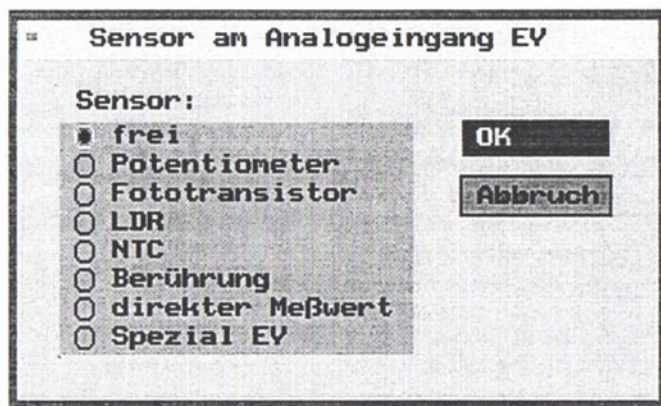 Sensor am Analogeingang EY
Sensor:
frei
Potentiometer
Fototransistor
LDR
NTC
Berührung
direkter Meßwert
Spezial EY
OK
Abbruch